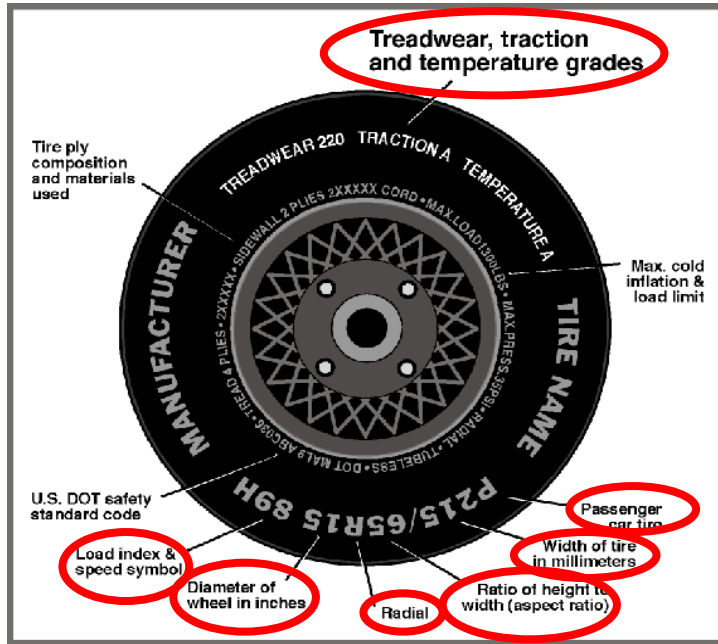 Treadwear, traction
and temperature grades
TREADWEAR 220 TRACTION A TEMPERATURE A
Tire ply
composition
and materials
used
SIDEWALL 2 PLIES 2XXXXX CORD • MAX LOAD 1300 LBS • MAX. PRESS. 35 PSI • RADIAL • TUBELESS • DOT MAL9 ABC036 • TREAD 4 PLIES • 2XXXXX •
Max. cold
inflation &
load limit
MANUFACTURER
TIRE NAME
P215/65R15 89H
U.S. DOT safety
standard code
Passenger
car tire
Load index &
speed symbol
Width of tire
in millimeters
Diameter of
wheel in inches
Radial
Ratio of height to
width (aspect ratio)